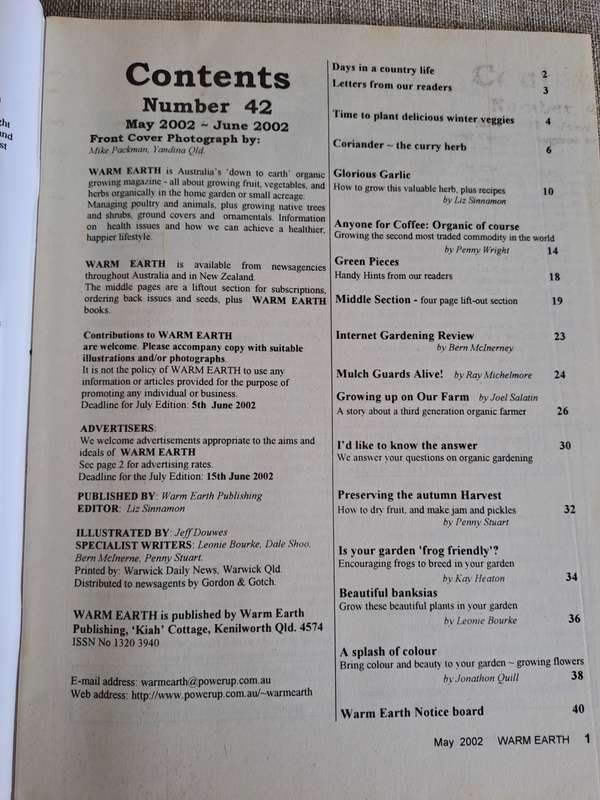 ht
and
st
Contents
Number 42
May 2002 ~ June 2002
Front Cover Photograph by:
Mike Packman, Yandina Qld.
WARM EARTH is Australia's 'down to earth' organic
growing magazine - all about growing fruit, vegetables, and
herbs organically in the home garden or small acreage.
Managing poultry and animals, plus growing native trees
and shrubs, ground covers and ornamentals. Information
on health issues and how we can achieve a healthier,
happier lifestyle.
WARM EARTH is available from newsagencies
throughout Australia and in New Zealand.
The middle pages are a liftout section for subscriptions,
ordering back issues and seeds, plus WARM EARTH
books.
Contributions to WARM EARTH
are welcome. Please accompany copy with suitable
illustrations and/or photographs.
It is not the policy of WARM EARTH to use any
information or articles provided for the purpose of
promoting any individual or business.
Deadline for July Edition: 5th June 2002
ADVERTISERS:
We welcome advertisements appropriate to the aims and
ideals of WARM EARTH
See page 2 for advertising rates.
Deadline for the July Edition: 15th June 2002
PUBLISHED BY: Warm Earth Publishing
EDITOR: Liz Sinnamon
ILLUSTRATED BY: Jeff Douwes
SPECIALIST WRITERS: Leonie Bourke, Dale Shoo,
Bern McInerne, Penny Stuart.
Printed by: Warwick Daily News, Warwick Qld.
Distributed to newsagents by Gordon & Gotch.
WARM EARTH is published by Warm Earth
Publishing, 'Kiah' Cottage, Kenilworth Qld. 4574
ISSN No 1320 3940
E-mail address: warmearth@powerup.com.au
Web address: http://www.powerup.com.au/~warmearth
Days in a country life 2
Letters from our readers 3
Time to plant delicious winter veggies 4
Coriander ~ the curry herb 6
Glorious Garlic
How to grow this valuable herb, plus recipes 10
by Liz Sinnamon
Anyone for Coffee: Organic of course
Growing the second most traded commodity in the world
by Penny Wright 14
Green Pieces
Handy Hints from our readers 18
Middle Section - four page lift-out section 19
Internet Gardening Review 23
by Bern McInerney
Mulch Guards Alive! by Ray Michelmore 24
Growing up on Our Farm by Joel Salatin
A story about a third generation organic farmer 26
I'd like to know the answer 30
We answer your questions on organic gardening
Preserving the autumn Harvest
How to dry fruit, and make jam and pickles 32
by Penny Stuart
Is your garden 'frog friendly'?
Encouraging frogs to breed in your garden
by Kay Heaton 34
Beautiful banksias
Grow these beautiful plants in your garden
by Leonie Bourke 36
A splash of colour
Bring colour and beauty to your garden ~ growing flowers
by Jonathon Quill 38
Warm Earth Notice board 40
May 2002 WARM EARTH 1